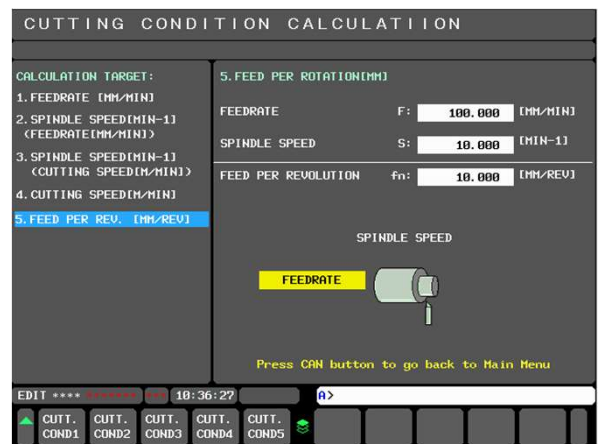 CUTTING CONDITION CALCULATIION
CALCULATION TARGET:
1.FEEDRATE [MM/MIN]
2.SPINDLE SPEED[MIN-1]
(FEEDRATE[MM/MIN])
3.SPINDLE SPEED[MIN-1]
(CUTTING SPEED[M/MIN])
4.CUTTING SPEED[M/MIN]
5.FEED PER REV. [MM/REV]
5.FEED PER ROTATION[MM]
FEEDRATE F: 100.000 [MM/MIN]
SPINDLE SPEED S: 10.000 [MIN-1]
FEED PER REVOLUTION fn: 10.000 [MM/REV]
SPINDLE SPEED
FEEDRATE
Press CAN button to go back to Main Menu
EDIT **** *** *** 10:36:27
A>
CUTT. COND1
CUTT. COND2
CUTT. COND3
CUTT. COND4
CUTT. COND5